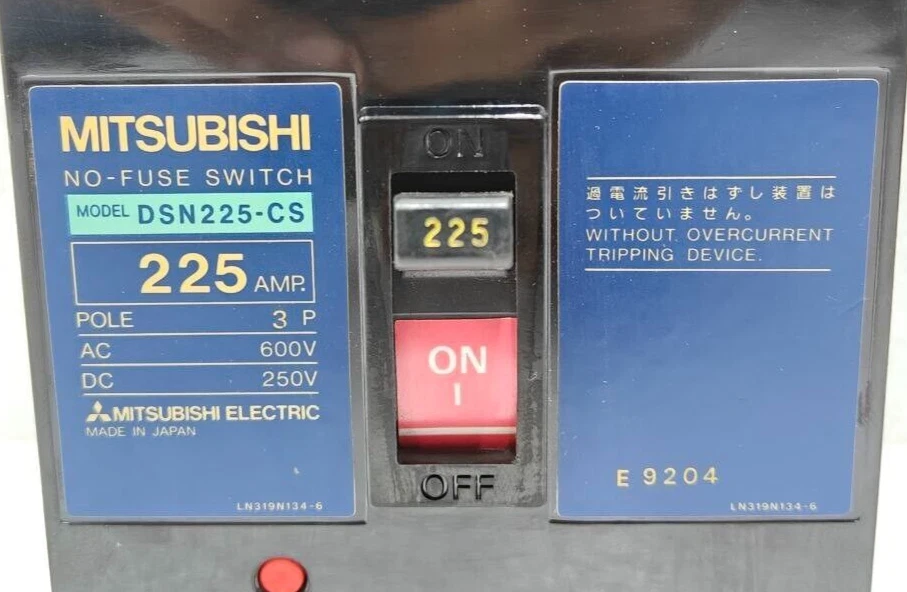 MITSUBISHI
NO-FUSE SWITCH
MODEL DSN225-CS
225 AMP.
POLE 3 P
AC 600V
DC 250V
MITSUBISHI ELECTRIC
MADE IN JAPAN
LN319N134-6
ON
225
ON
I
OFF
過電流引きはずし装置は
ついていません。
WITHOUT OVERCURRENT
TRIPPING DEVICE.
E 9204
LN319N134-6